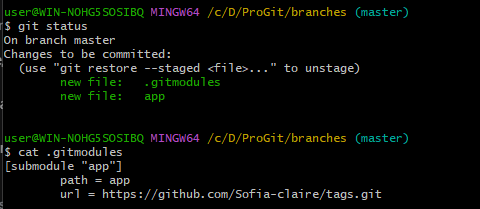 user@WIN-NOHG5SOSIBQ MINGW64 /c/D/ProGit/branches (master)
$ git status
On branch master
Changes to be committed:
  (use "git restore --staged <file>..." to unstage)
        new file:   .gitmodules
        new file:   app

user@WIN-NOHG5SOSIBQ MINGW64 /c/D/ProGit/branches (master)
$ cat .gitmodules
[submodule "app"]
        path = app
        url = https://github.com/Sofia-claire/tags.git